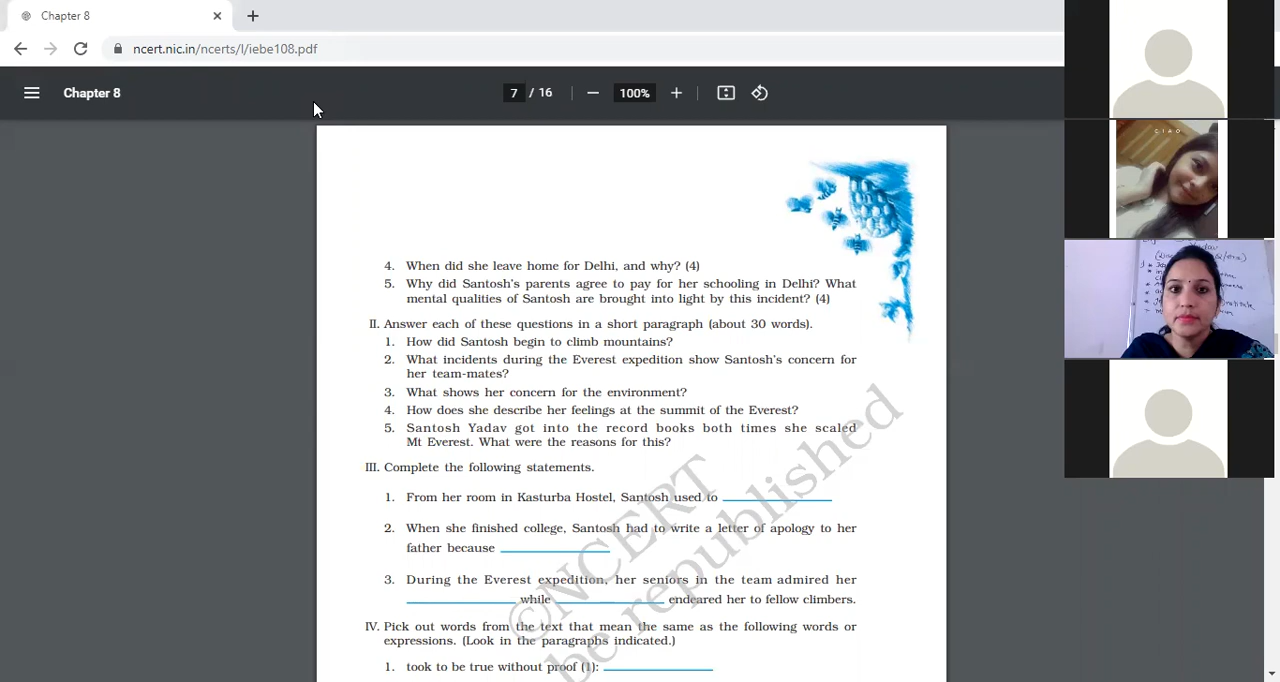 Chapter 8
ncert.nic.in/ncerts/l/iebe108.pdf
Chapter 8
7 / 16
100%
4. When did she leave home for Delhi, and why? (4)
5. Why did Santosh's parents agree to pay for her schooling in Delhi? What
mental qualities of Santosh are brought into light by this incident? (4)
II. Answer each of these questions in a short paragraph (about 30 words).
1. How did Santosh begin to climb mountains?
2. What incidents during the Everest expedition show Santosh's concern for
her team-mates?
3. What shows her concern for the environment?
4. How does she describe her feelings at the summit of the Everest?
5. Santosh Yadav got into the record books both times she scaled
Mt Everest. What were the reasons for this?
III. Complete the following statements.
1. From her room in Kasturba Hostel, Santosh used to
2. When she finished college, Santosh had to write a letter of apology to her
father because
3. During the Everest expedition, her seniors in the team admired her
while endeared her to fellow climbers.
IV. Pick out words from the text that mean the same as the following words or
expressions. (Look in the paragraphs indicated.)
1. took to be true without proof (1):
©NCERT
be republished
CIAO